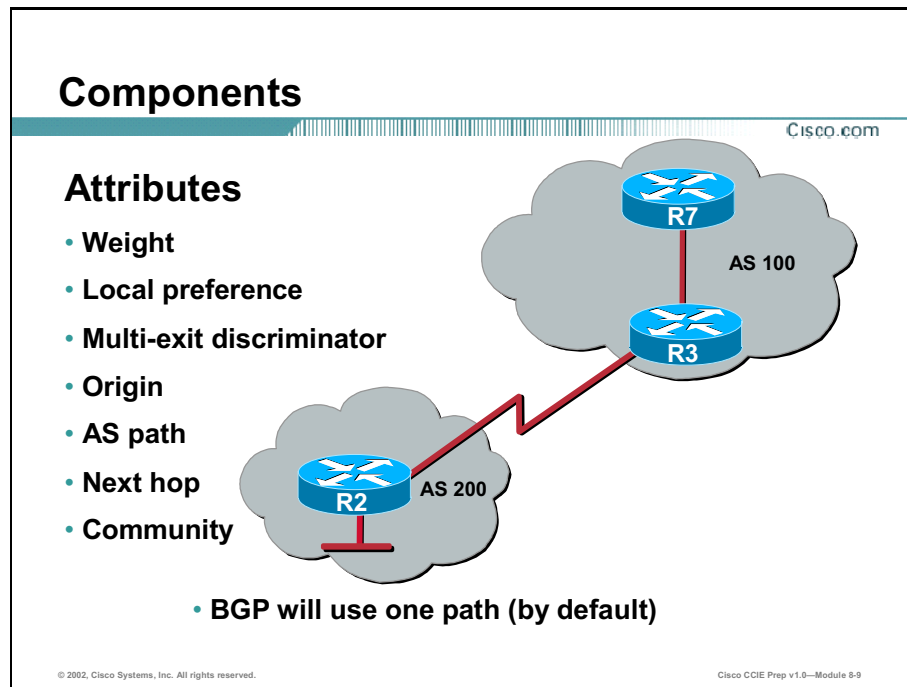 Components
Cisco.com
Attributes
• Weight
• Local preference
• Multi-exit discriminator
• Origin
• AS path
• Next hop
• Community
R7
AS 100
R3
R2
AS 200
• BGP will use one path (by default)
© 2002, Cisco Systems, Inc. All rights reserved.
Cisco CCIE Prep v1.0—Module 8-9